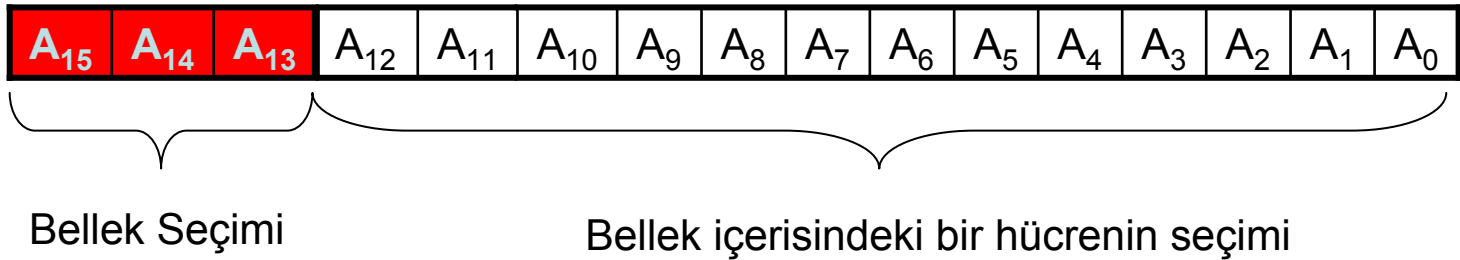 A₁₅ A₁₄ A₁₃ A₁₂ A₁₁ A₁₀ A₉ A₈ A₇ A₆ A₅ A₄ A₃ A₂ A₁ A₀
Bellek Seçimi
Bellek içerisindeki bir hücrenin seçimi